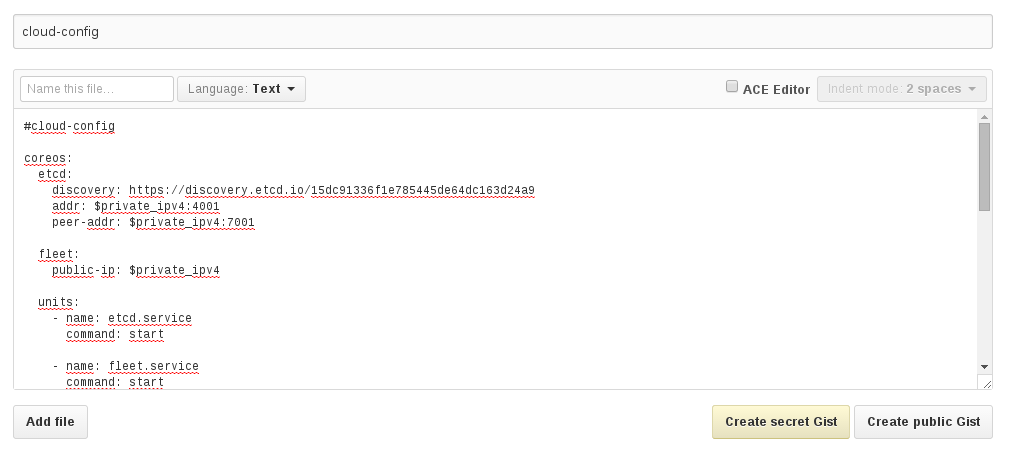 cloud-config
Name this file...
Language: Text
ACE Editor
Indent mode: 2 spaces
#cloud-config
coreos:
etcd:
discovery: https://discovery.etcd.io/15dc91336f1e785445de64dc163d24a9
addr: $private_ipv4:4001
peer-addr: $private_ipv4:7001
fleet:
public-ip: $private_ipv4
units:
- name: etcd.service
command: start
- name: fleet.service
command: start
Add file
Create secret Gist
Create public Gist